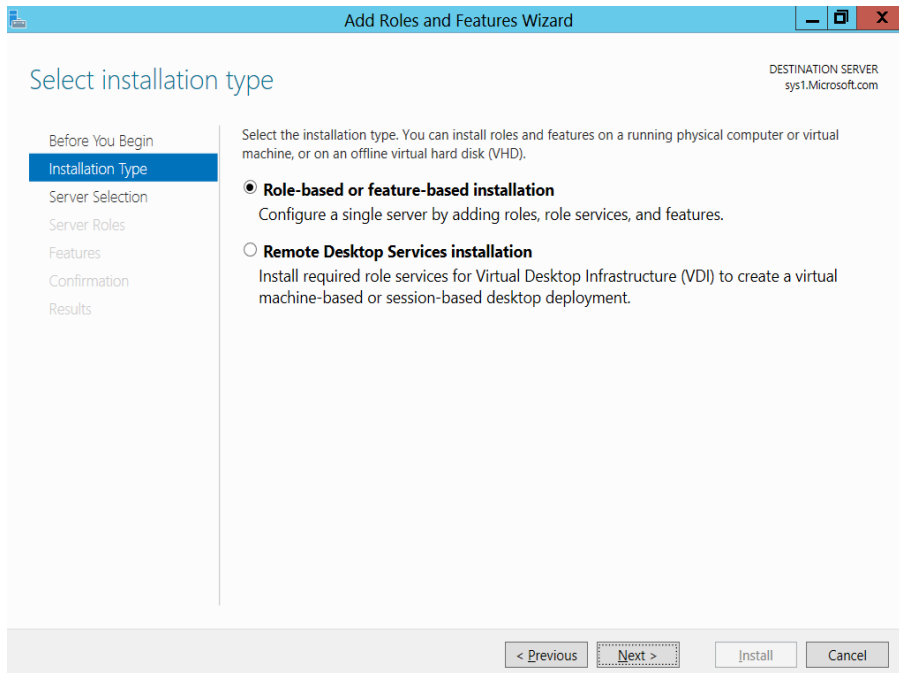 Add Roles and Features Wizard
Select installation type
DESTINATION SERVER
sys1.Microsoft.com
Before You Begin
Installation Type
Server Selection
Server Roles
Features
Confirmation
Results
Select the installation type. You can install roles and features on a running physical computer or virtual
machine, or on an offline virtual hard disk (VHD).
Role-based or feature-based installation
Configure a single server by adding roles, role services, and features.
Remote Desktop Services installation
Install required role services for Virtual Desktop Infrastructure (VDI) to create a virtual
machine-based or session-based desktop deployment.
< Previous
Next >
Install
Cancel